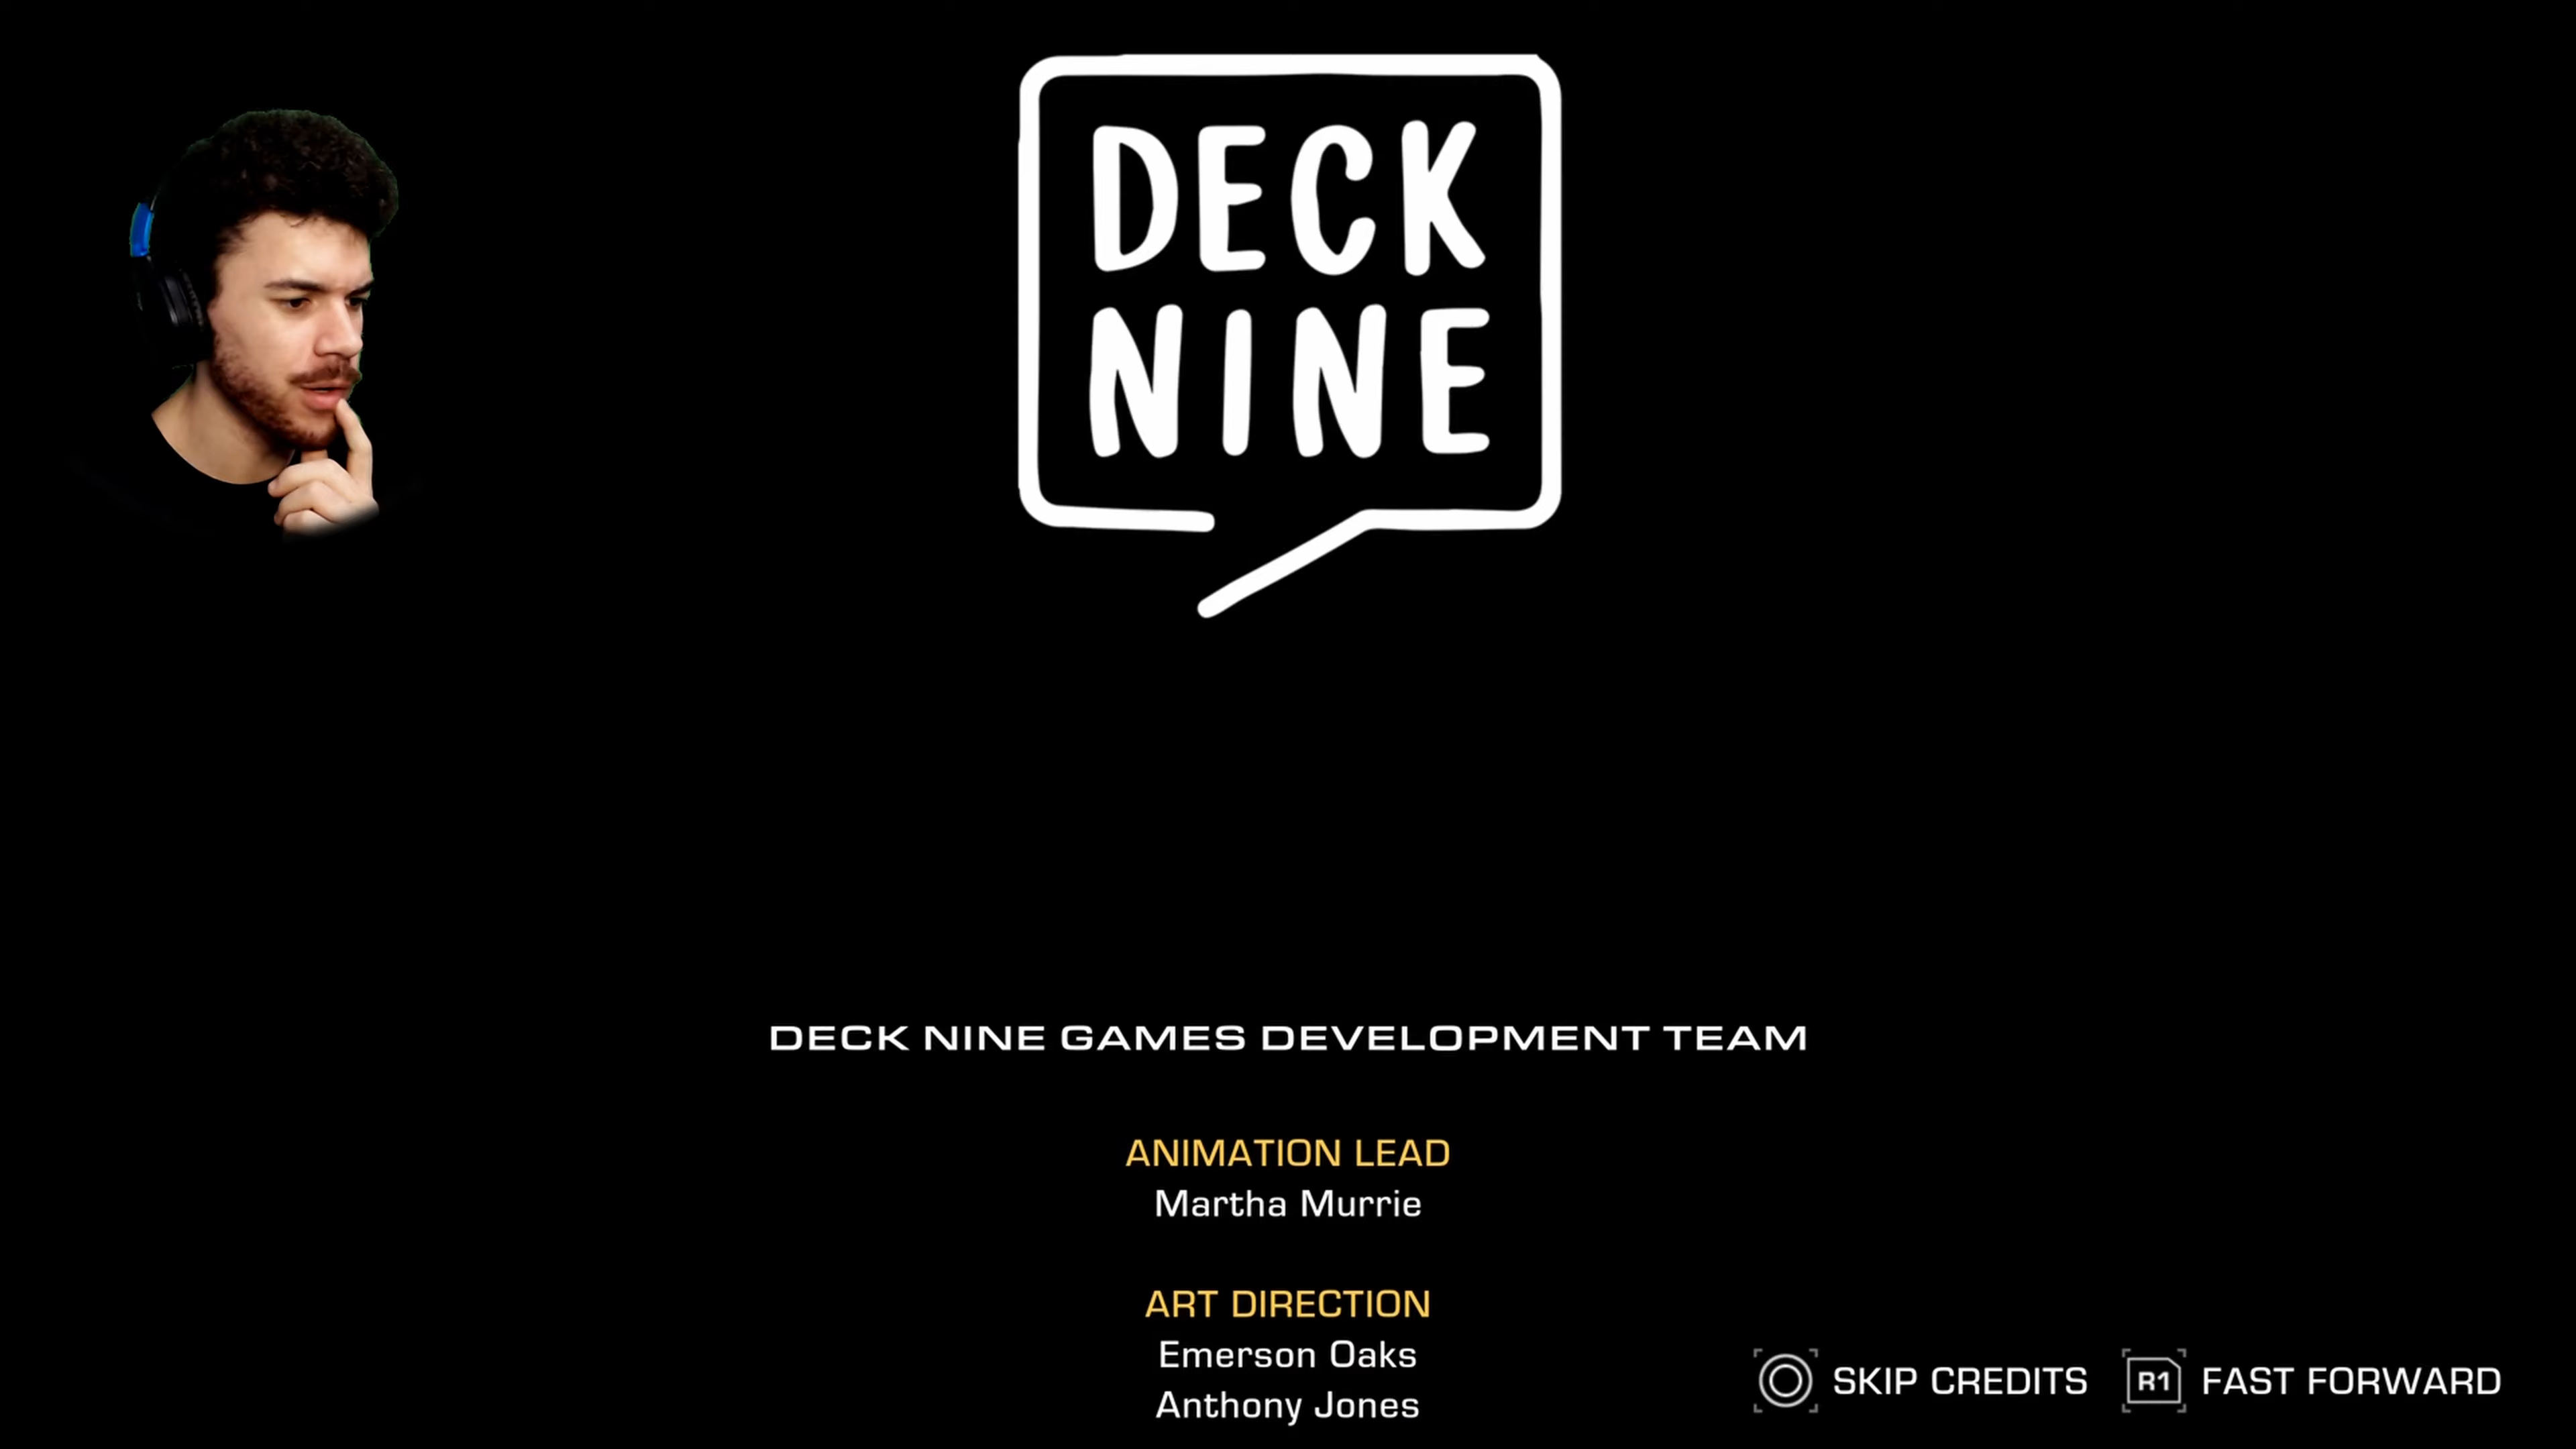 DECK
NINE
DECK NINE GAMES DEVELOPMENT TEAM
ANIMATION LEAD
Martha Murrie
ART DIRECTION
Emerson Oaks
Anthony Jones
SKIP CREDITS R1 FAST FORWARD